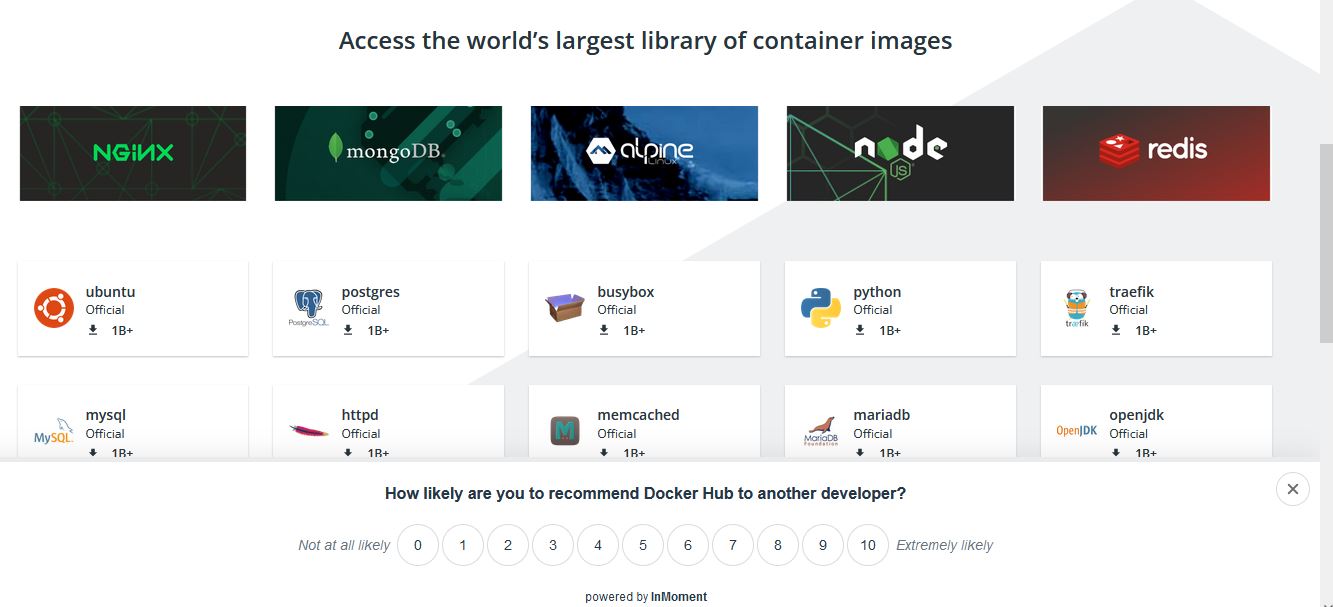 Access the world's largest library of container images
NGINX
mongoDB.
alpine
Linux
node
JS
redis
ubuntu
Official
1B+
postgres
Official
1B+
PostgreSQL
busybox
Official
1B+
python
Official
1B+
traefik
Official
1B+
træfik
mysql
Official
1B+
MySQL
httpd
Official
1B+
memcached
Official
1B+
M
mariadb
Official
1B+
MariaDB
Foundation
openjdk
Official
1B+
OpenJDK
How likely are you to recommend Docker Hub to another developer?
Not at all likely 0 1 2 3 4 5 6 7 8 9 10 Extremely likely
powered by InMoment